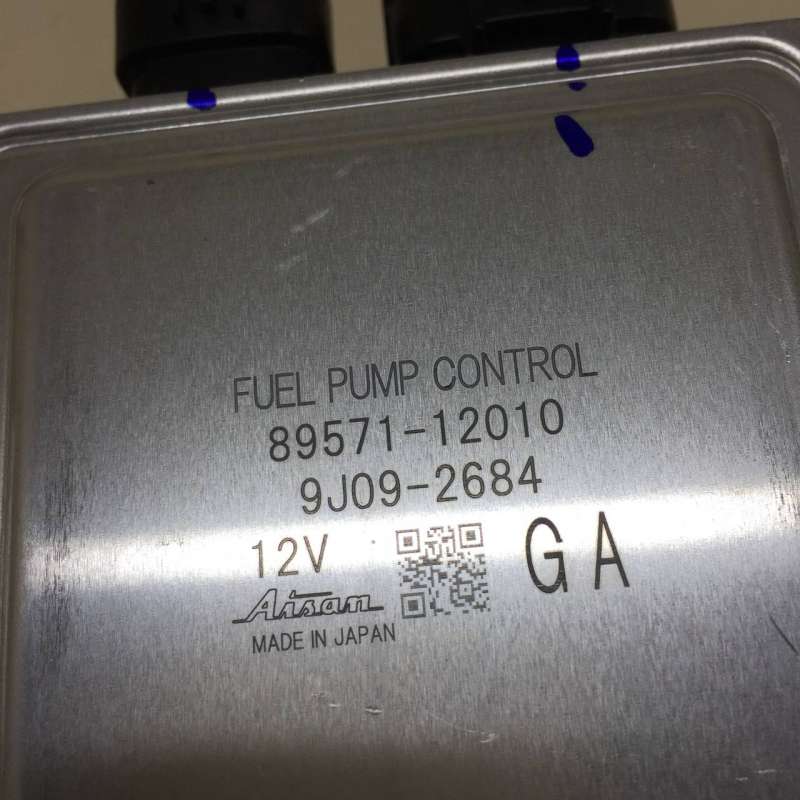 FUEL PUMP CONTROL
89571-12010
9J09-2684
12V
GA
Aisan
MADE IN JAPAN